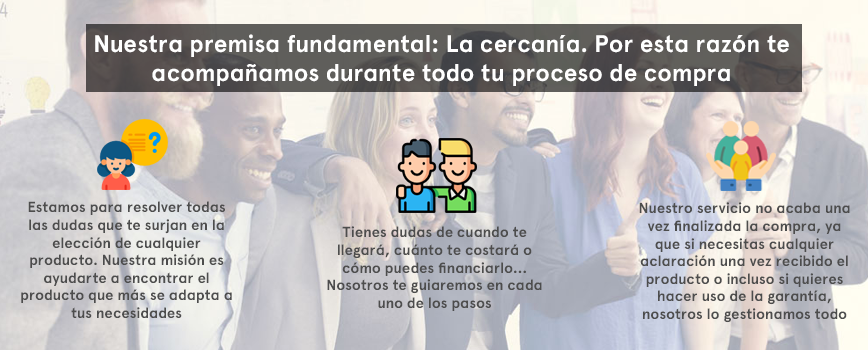 Nuestra premisa fundamental: La cercanía. Por esta razón te
acompañamos durante todo tu proceso de compra
Estamos para resolver todas
las dudas que te surjan en la
elección de cualquier
producto. Nuestra misión es
ayudarte a encontrar el
producto que más se adapta a
tus necesidades
Tienes dudas de cuando te
llegará, cuánto te costará o
cómo puedes financiarlo...
Nosotros te guiaremos en cada
uno de los pasos
Nuestro servicio no acaba una
vez finalizada la compra, ya
que si necesitas cualquier
aclaración una vez recibido el
producto o incluso si quieres
hacer uso de la garantía,
nosotros lo gestionamos todo